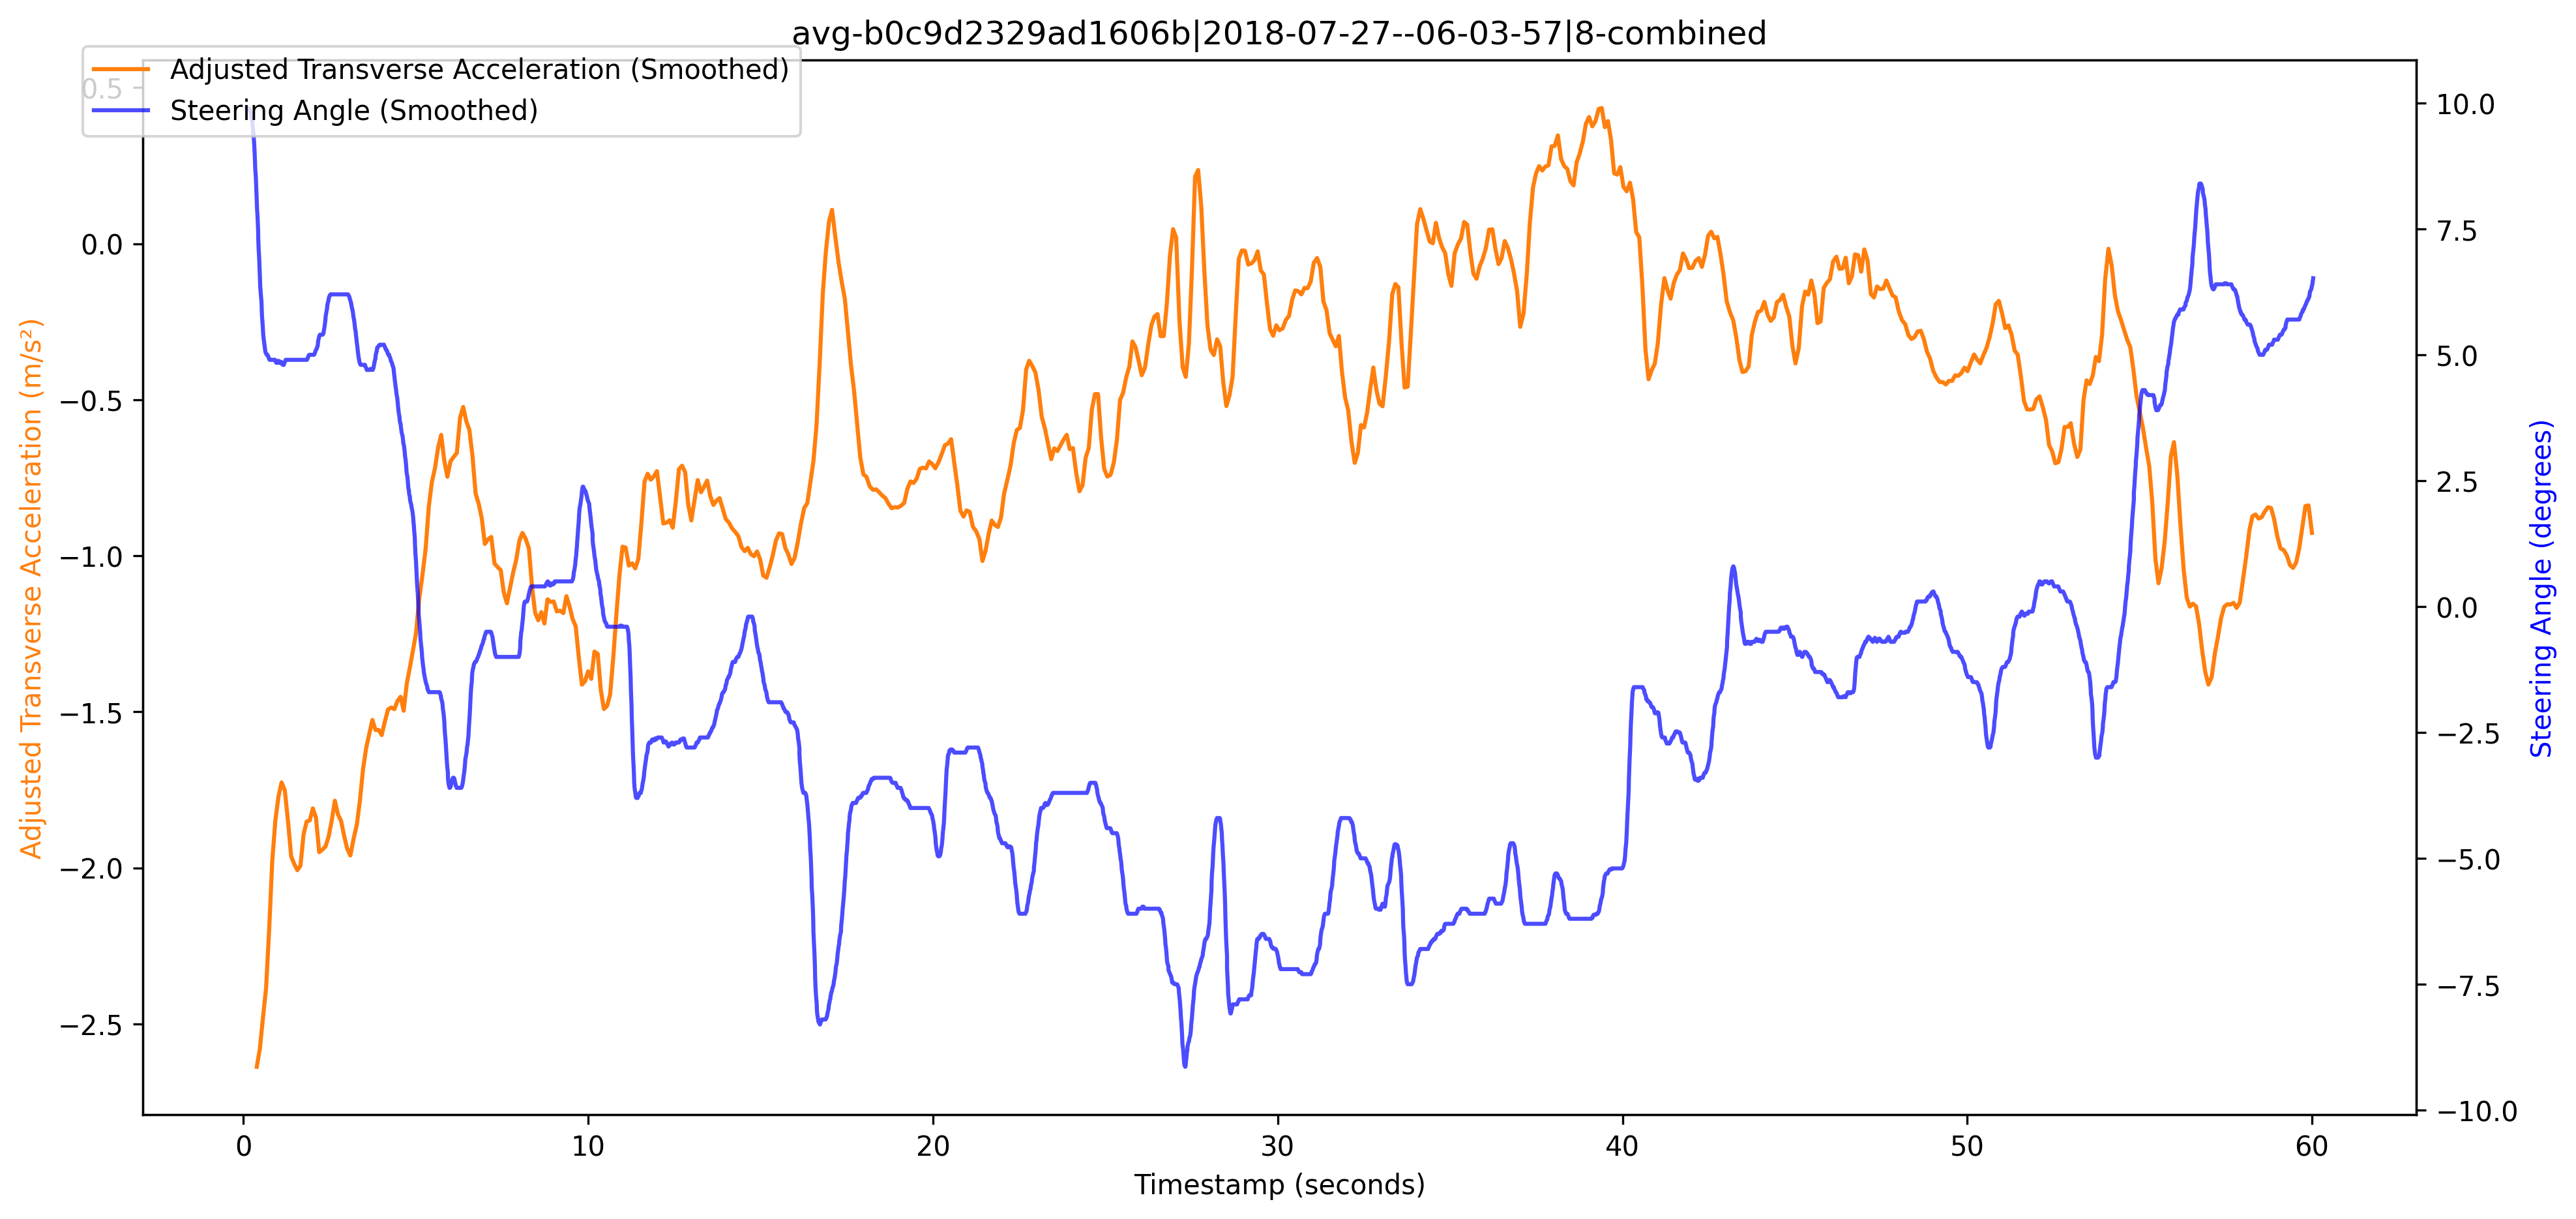 avg-b0c9d2329ad1606b|2018-07-27--06-03-57|8-combined
Adjusted Transverse Acceleration (Smoothed)
Steering Angle (Smoothed)
0.5
0.0
−0.5
−1.0
−1.5
−2.0
−2.5
Adjusted Transverse Acceleration (m/s²)
10.0
7.5
5.0
2.5
0.0
−2.5
−5.0
−7.5
−10.0
Steering Angle (degrees)
0 10 20 30 40 50 60
Timestamp (seconds)